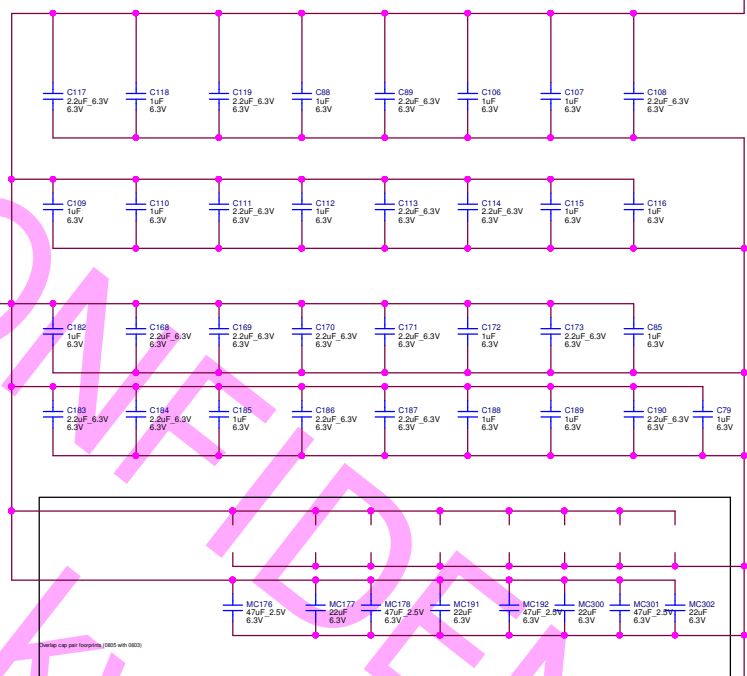 C117
2.2uF_6.3V
6.3V
C118
1uF
6.3V
C119
2.2uF_6.3V
6.3V
C88
1uF
6.3V
C89
2.2uF_6.3V
6.3V
C106
1uF
6.3V
C107
1uF
6.3V
C108
2.2uF_6.3V
6.3V
C109
1uF
6.3V
C110
1uF
6.3V
C111
2.2uF_6.3V
6.3V
C112
1uF
6.3V
C113
2.2uF_6.3V
6.3V
C114
2.2uF_6.3V
6.3V
C115
1uF
6.3V
C116
1uF
6.3V
C182
1uF
6.3V
C168
2.2uF_6.3V
6.3V
C169
2.2uF_6.3V
6.3V
C170
2.2uF_6.3V
6.3V
C171
2.2uF_6.3V
6.3V
C172
1uF
6.3V
C173
2.2uF_6.3V
6.3V
C85
1uF
6.3V
C183
2.2uF_6.3V
6.3V
C184
2.2uF_6.3V
6.3V
C185
1uF
6.3V
C186
2.2uF_6.3V
6.3V
C187
2.2uF_6.3V
6.3V
C188
1uF
6.3V
C189
1uF
6.3V
C190
2.2uF_6.3V
6.3V
C79
1uF
6.3V
MC176
47uF_2.5V
6.3V
MC177
22uF
6.3V
MC178
47uF_2.5V
6.3V
MC191
22uF
6.3V
MC192
47uF_2.5V
6.3V
MC300
22uF
6.3V
MC301
47uF_2.5V
6.3V
MC302
22uF
6.3V
Overlap cap pair footprints (0805 with 0603)
ONFIDEN